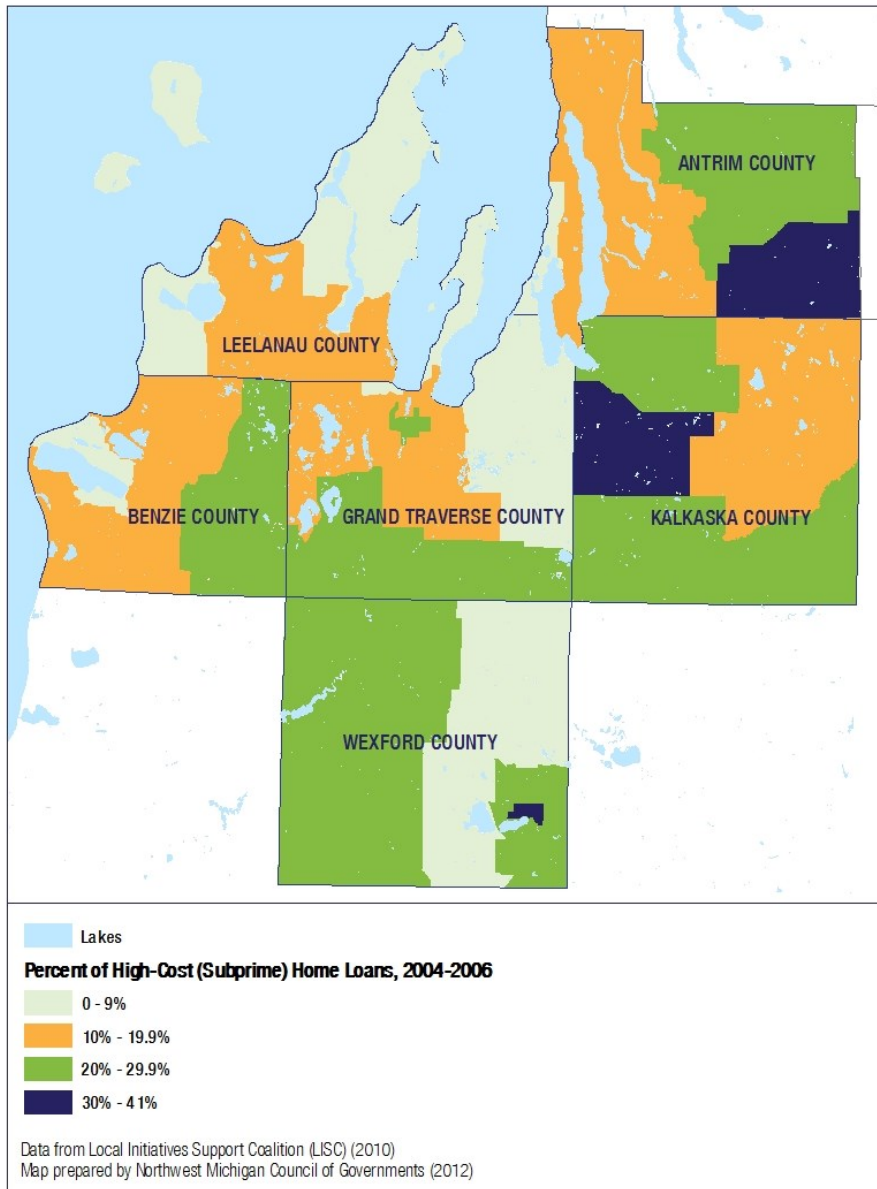 ANTRIM COUNTY
LEELANAU COUNTY
BENZIE COUNTY
GRAND TRAVERSE COUNTY
KALKASKA COUNTY
WEXFORD COUNTY
Lakes
Percent of High-Cost (Subprime) Home Loans, 2004-2006
0 - 9%
10% - 19.9%
20% - 29.9%
30% - 41%
Data from Local Initiatives Support Coalition (LISC) (2010)
Map prepared by Northwest Michigan Council of Governments (2012)